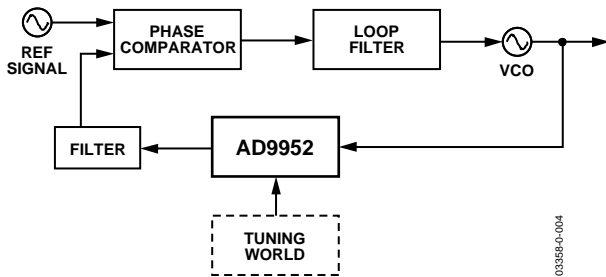 REF
SIGNAL
PHASE
COMPARATOR
LOOP
FILTER
VCO
FILTER
AD9952
TUNING
WORLD
03358-0-004